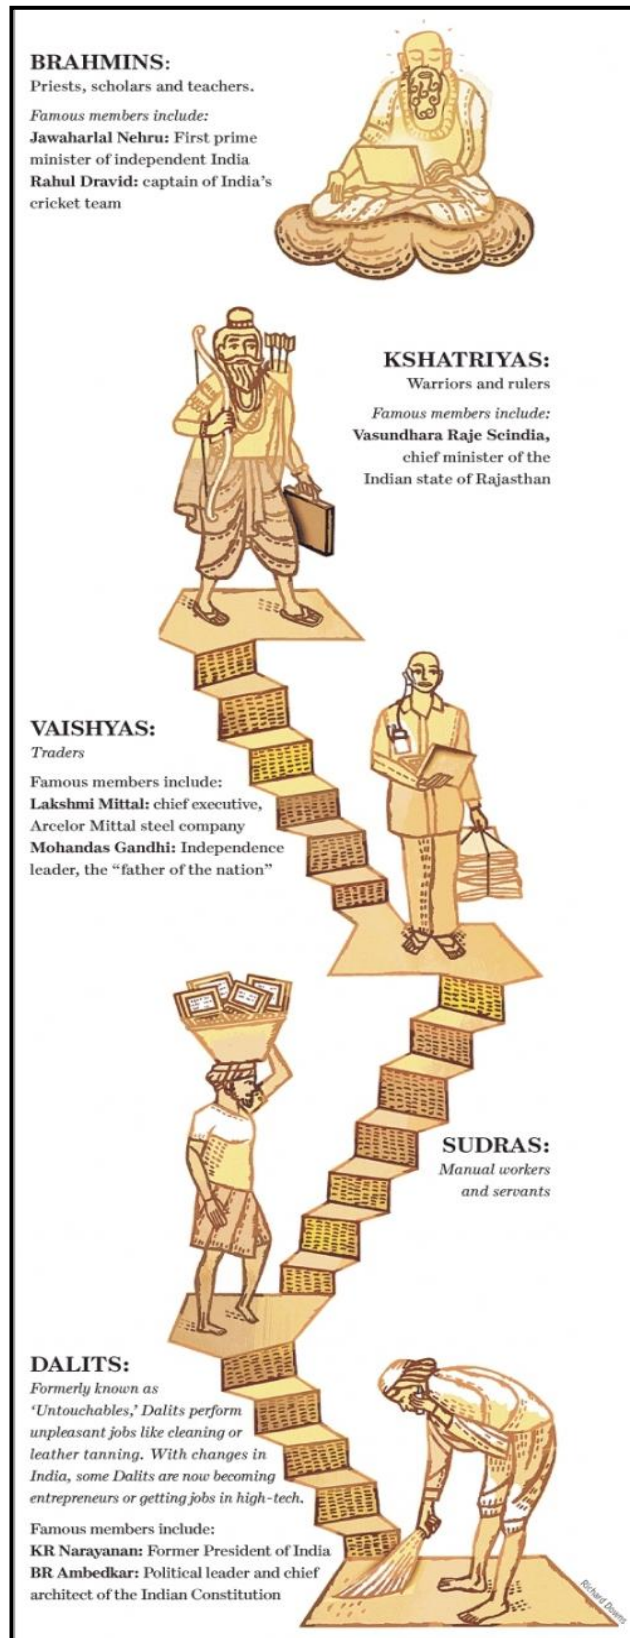 BRAHMINS:
Priests, scholars and teachers.
Famous members include:
Jawaharlal Nehru: First prime
minister of independent India
Rahul Dravid: captain of India's
cricket team
KSHATRIYAS:
Warriors and rulers
Famous members include:
Vasundhara Raje Scindia,
chief minister of the
Indian state of Rajasthan
VAISHYAS:
Traders
Famous members include:
Lakshmi Mittal: chief executive,
Arcelor Mittal steel company
Mohandas Gandhi: Independence
leader, the “father of the nation”
SUDRAS:
Manual workers
and servants
DALITS:
Formerly known as
‘Untouchables,’ Dalits perform
unpleasant jobs like cleaning or
leather tanning. With changes in
India, some Dalits are now becoming
entrepreneurs or getting jobs in high-tech.
Famous members include:
KR Narayanan: Former President of India
BR Ambedkar: Political leader and chief
architect of the Indian Constitution
Richard Downs